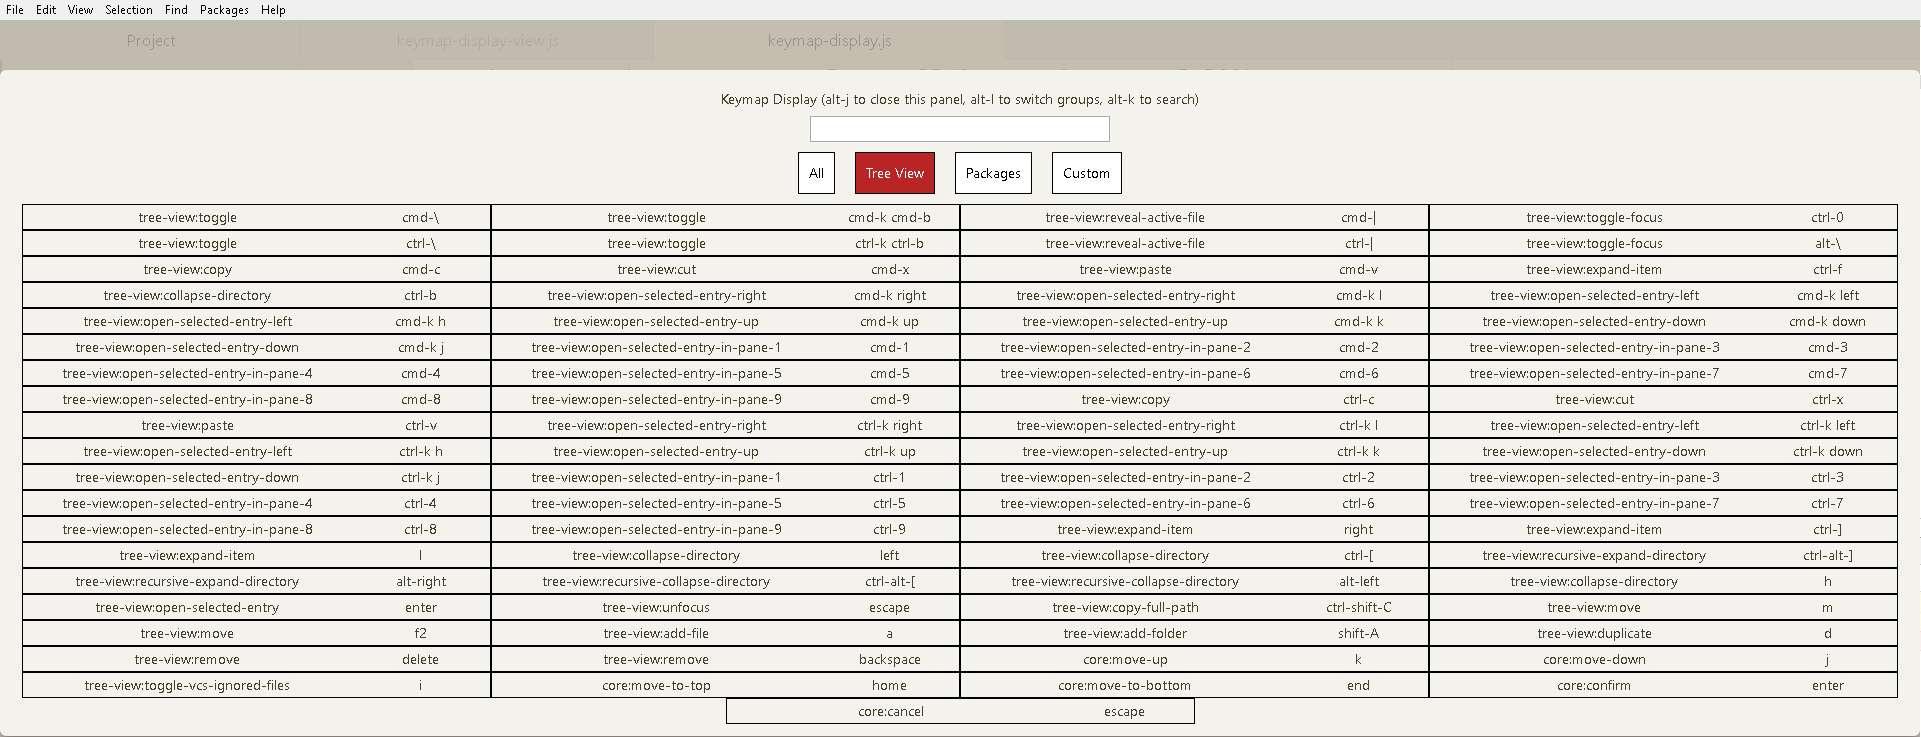 File Edit View Selection Find Packages Help
Project keymap-display-view.js keymap-display.js
Keymap Display (alt-j to close this panel, alt-l to switch groups, alt-k to search)
All Tree View Packages Custom
tree-view:toggle cmd-\ tree-view:toggle cmd-k cmd-b tree-view:reveal-active-file cmd-| tree-view:toggle-focus ctrl-0
tree-view:toggle ctrl-\ tree-view:toggle ctrl-k ctrl-b tree-view:reveal-active-file ctrl-| tree-view:toggle-focus alt-\
tree-view:copy cmd-c tree-view:cut cmd-x tree-view:paste cmd-v tree-view:expand-item ctrl-f
tree-view:collapse-directory ctrl-b tree-view:open-selected-entry-right cmd-k right tree-view:open-selected-entry-right cmd-k l tree-view:open-selected-entry-left cmd-k left
tree-view:open-selected-entry-left cmd-k h tree-view:open-selected-entry-up cmd-k up tree-view:open-selected-entry-up cmd-k k tree-view:open-selected-entry-down cmd-k down
tree-view:open-selected-entry-down cmd-k j tree-view:open-selected-entry-in-pane-1 cmd-1 tree-view:open-selected-entry-in-pane-2 cmd-2 tree-view:open-selected-entry-in-pane-3 cmd-3
tree-view:open-selected-entry-in-pane-4 cmd-4 tree-view:open-selected-entry-in-pane-5 cmd-5 tree-view:open-selected-entry-in-pane-6 cmd-6 tree-view:open-selected-entry-in-pane-7 cmd-7
tree-view:open-selected-entry-in-pane-8 cmd-8 tree-view:open-selected-entry-in-pane-9 cmd-9 tree-view:copy ctrl-c tree-view:cut ctrl-x
tree-view:paste ctrl-v tree-view:open-selected-entry-right ctrl-k right tree-view:open-selected-entry-right ctrl-k l tree-view:open-selected-entry-left ctrl-k left
tree-view:open-selected-entry-left ctrl-k h tree-view:open-selected-entry-up ctrl-k up tree-view:open-selected-entry-up ctrl-k k tree-view:open-selected-entry-down ctrl-k down
tree-view:open-selected-entry-down ctrl-k j tree-view:open-selected-entry-in-pane-1 ctrl-1 tree-view:open-selected-entry-in-pane-2 ctrl-2 tree-view:open-selected-entry-in-pane-3 ctrl-3
tree-view:open-selected-entry-in-pane-4 ctrl-4 tree-view:open-selected-entry-in-pane-5 ctrl-5 tree-view:open-selected-entry-in-pane-6 ctrl-6 tree-view:open-selected-entry-in-pane-7 ctrl-7
tree-view:open-selected-entry-in-pane-8 ctrl-8 tree-view:open-selected-entry-in-pane-9 ctrl-9 tree-view:expand-item right tree-view:expand-item ctrl-]
tree-view:expand-item l tree-view:collapse-directory left tree-view:collapse-directory ctrl-[ tree-view:recursive-expand-directory ctrl-alt-]
tree-view:recursive-expand-directory alt-right tree-view:recursive-collapse-directory ctrl-alt-[ tree-view:recursive-collapse-directory alt-left tree-view:collapse-directory h
tree-view:open-selected-entry enter tree-view:unfocus escape tree-view:copy-full-path ctrl-shift-C tree-view:move m
tree-view:move f2 tree-view:add-file a tree-view:add-folder shift-A tree-view:duplicate d
tree-view:remove delete tree-view:remove backspace core:move-up k core:move-down j
tree-view:toggle-vcs-ignored-files i core:move-to-top home core:move-to-bottom end core:confirm enter
core:cancel escape